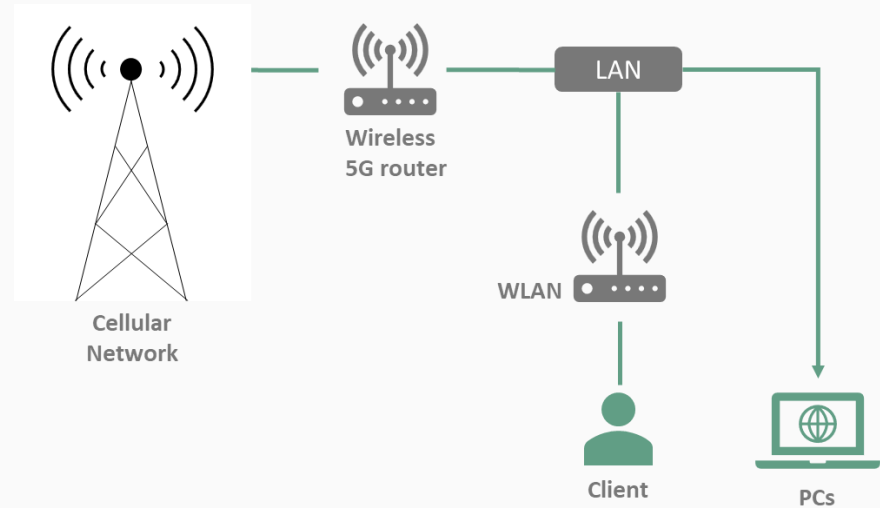 LAN
Wireless
5G router
WLAN
Cellular
Network
Client
PCs